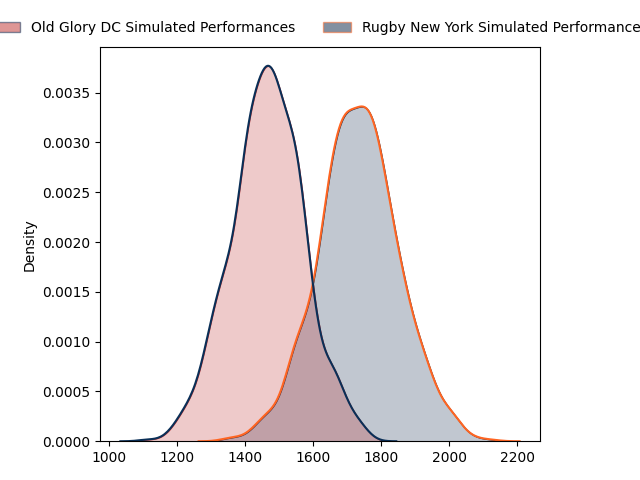 Old Glory DC Simulated Performances
Rugby New York Simulated Performance
Density
0.0035
0.0030
0.0025
0.0020
0.0015
0.0010
0.0005
0.0000
1000 1200 1400 1600 1800 2000 2200